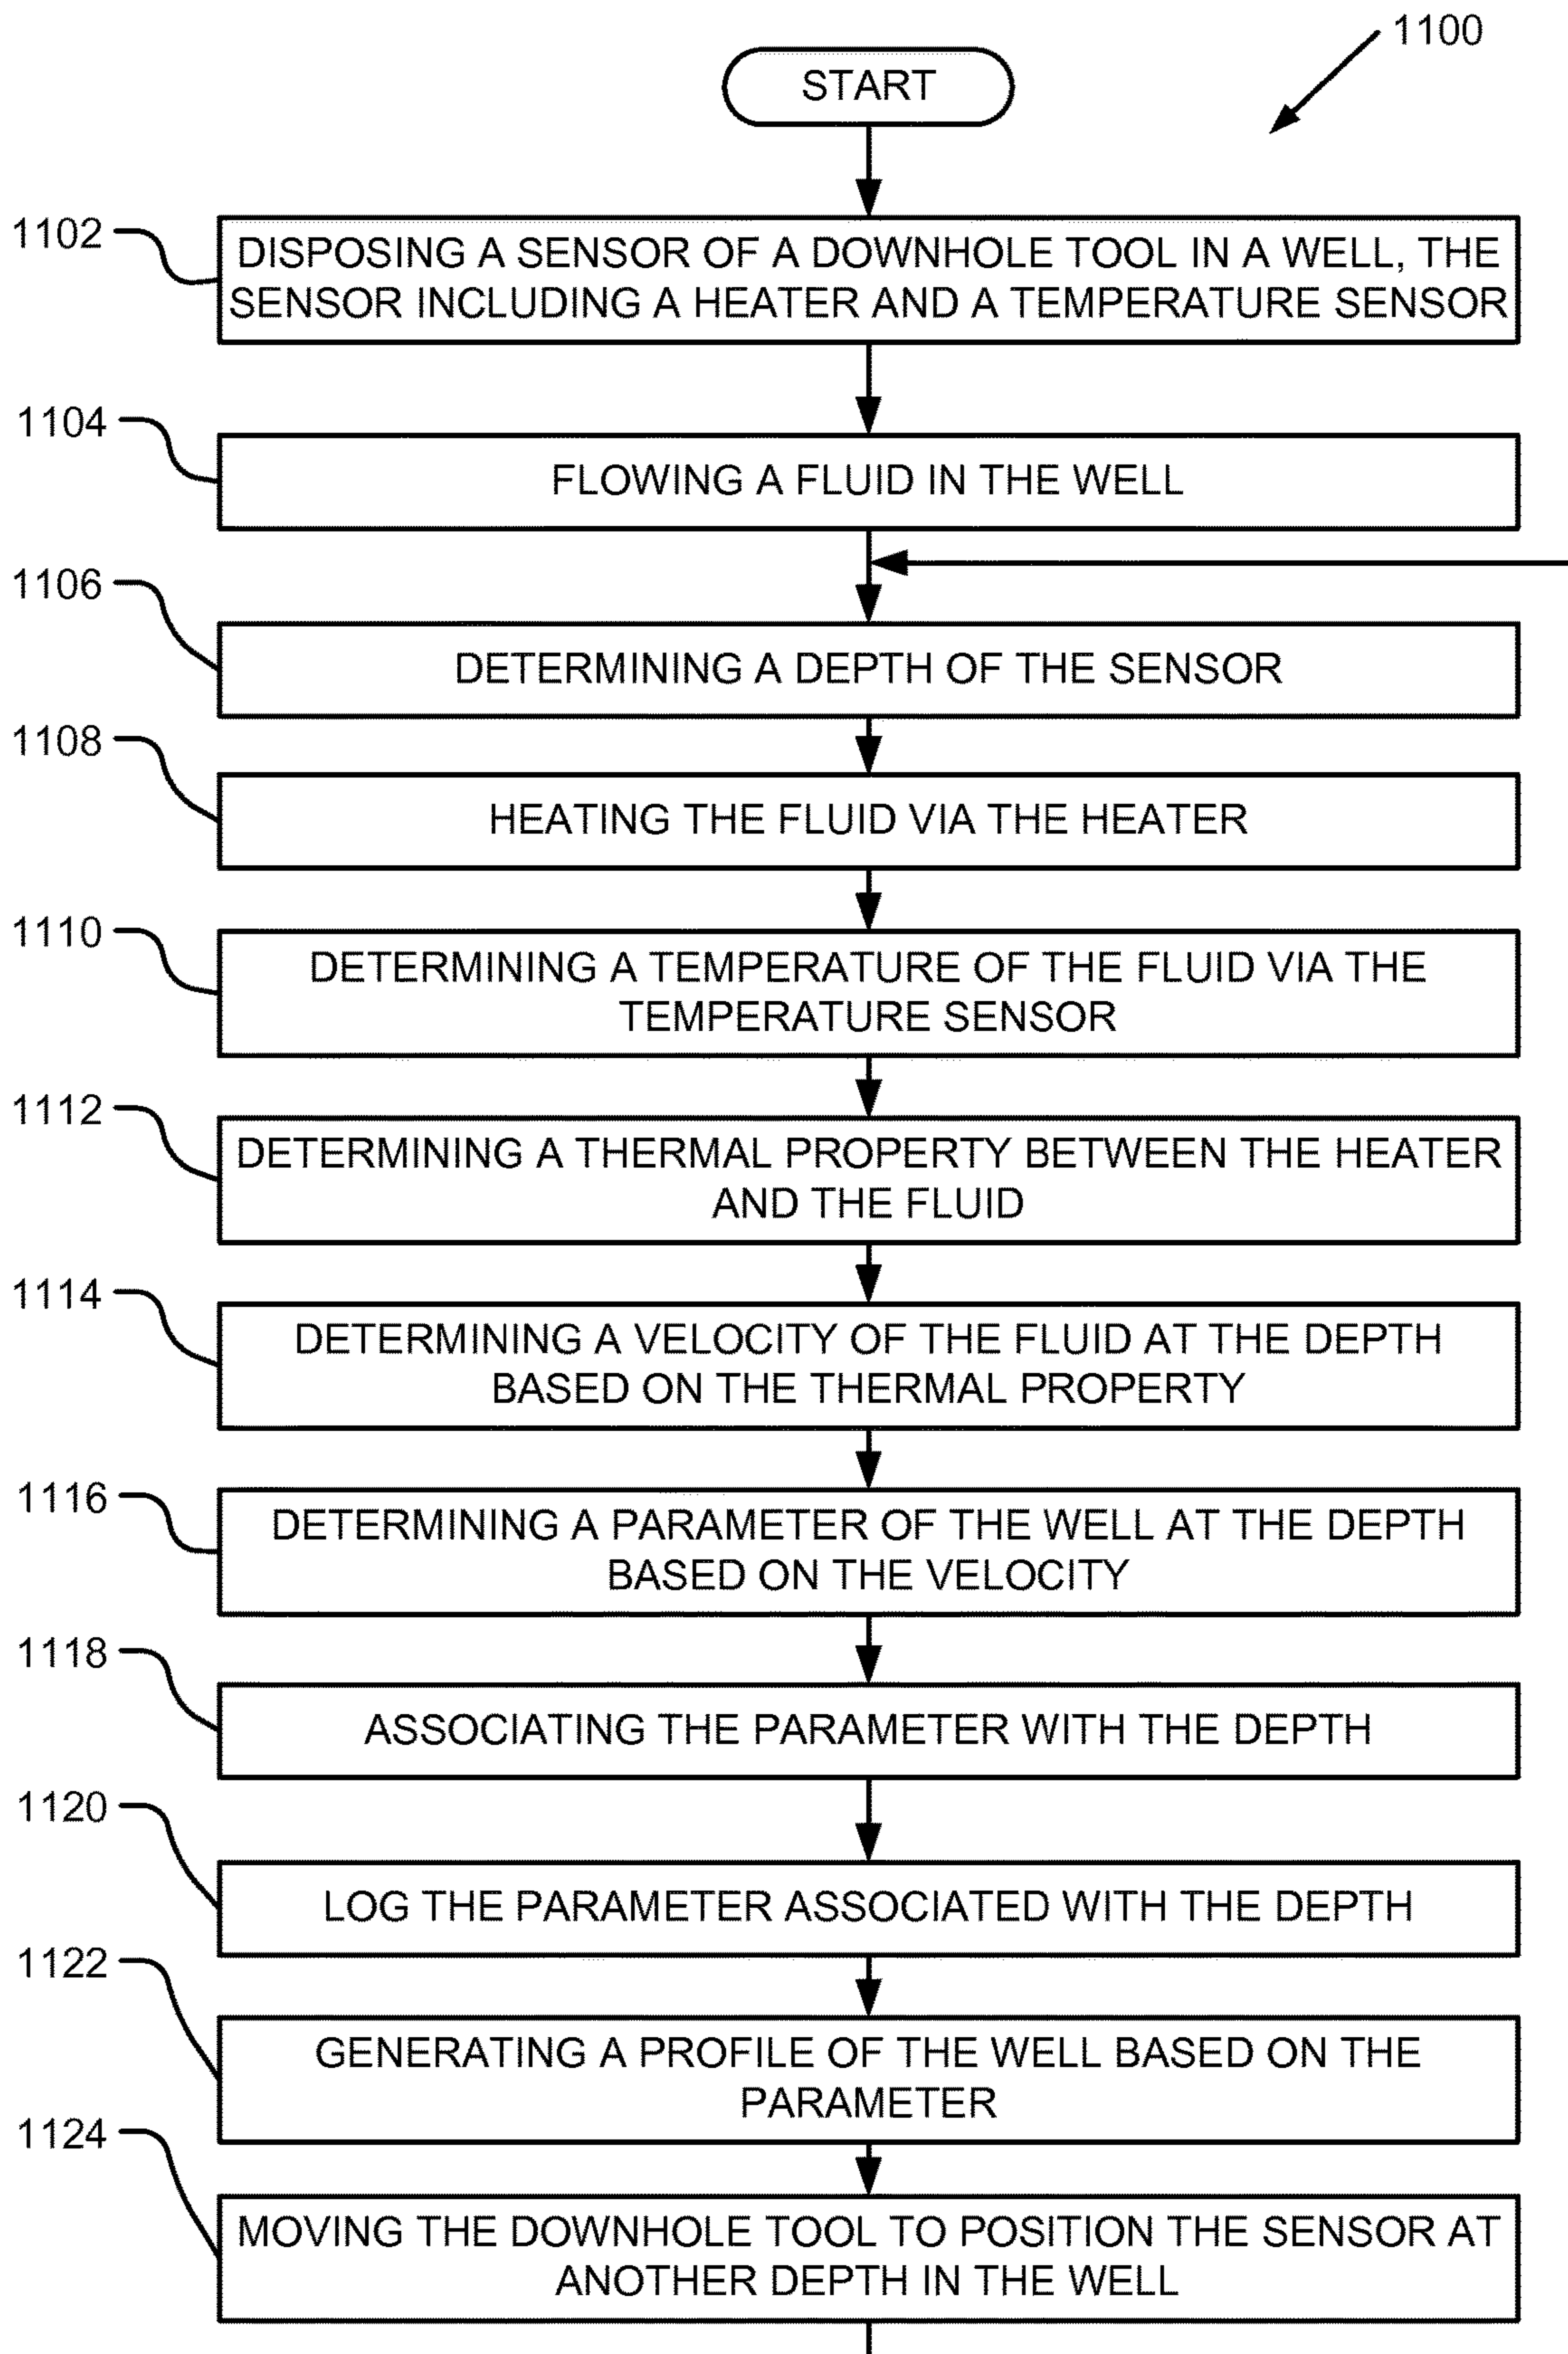 1100
START
1102
DISPOSING A SENSOR OF A DOWNHOLE TOOL IN A WELL, THE
SENSOR INCLUDING A HEATER AND A TEMPERATURE SENSOR
1104
FLOWING A FLUID IN THE WELL
1106
DETERMINING A DEPTH OF THE SENSOR
1108
HEATING THE FLUID VIA THE HEATER
1110
DETERMINING A TEMPERATURE OF THE FLUID VIA THE
TEMPERATURE SENSOR
1112
DETERMINING A THERMAL PROPERTY BETWEEN THE HEATER
AND THE FLUID
1114
DETERMINING A VELOCITY OF THE FLUID AT THE DEPTH
BASED ON THE THERMAL PROPERTY
1116
DETERMINING A PARAMETER OF THE WELL AT THE DEPTH
BASED ON THE VELOCITY
1118
ASSOCIATING THE PARAMETER WITH THE DEPTH
1120
LOG THE PARAMETER ASSOCIATED WITH THE DEPTH
1122
GENERATING A PROFILE OF THE WELL BASED ON THE
PARAMETER
1124
MOVING THE DOWNHOLE TOOL TO POSITION THE SENSOR AT
ANOTHER DEPTH IN THE WELL